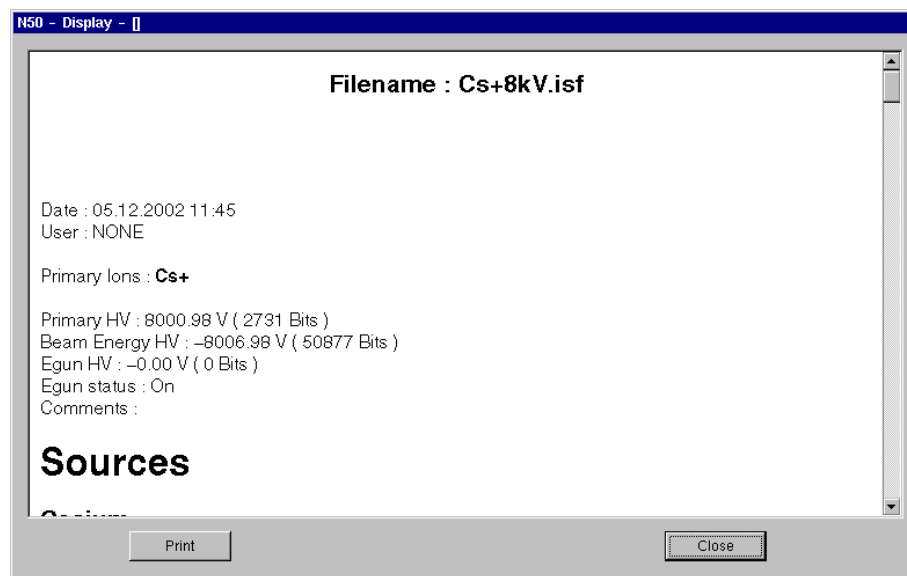 N50 – Display – []
Filename : Cs+8kV.isf
Date : 05.12.2002 11:45
User : NONE
Primary Ions : Cs+
Primary HV : 8000.98 V ( 2731 Bits )
Beam Energy HV : –8006.98 V ( 50877 Bits )
Egun HV : –0.00 V ( 0 Bits )
Egun status : On
Comments :
Sources
Print
Close